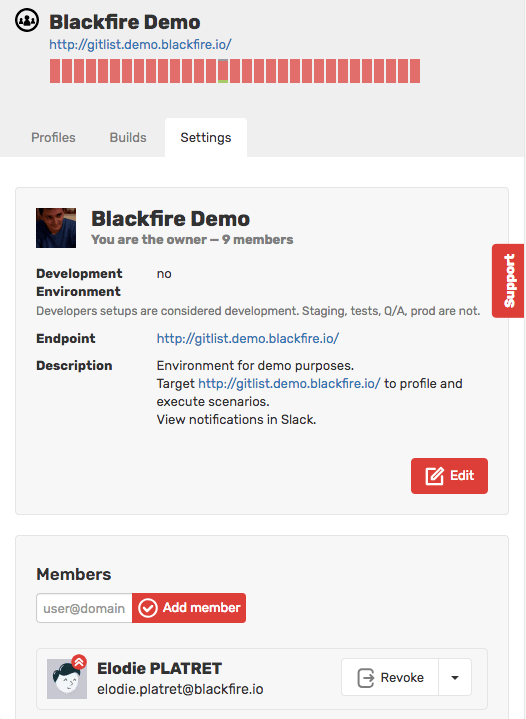 Blackfire Demo
http://gitlist.demo.blackfire.io/
Profiles Builds Settings
Blackfire Demo
You are the owner — 9 members
Development no
Environment
Developers setups are considered development. Staging, tests, Q/A, prod are not.
Support
Endpoint http://gitlist.demo.blackfire.io/
Description Environment for demo purposes.
Target http://gitlist.demo.blackfire.io/ to profile and
execute scenarios.
View notifications in Slack.
Edit
Members
user@domain Add member
Elodie PLATRET
elodie.platret@blackfire.io
Revoke